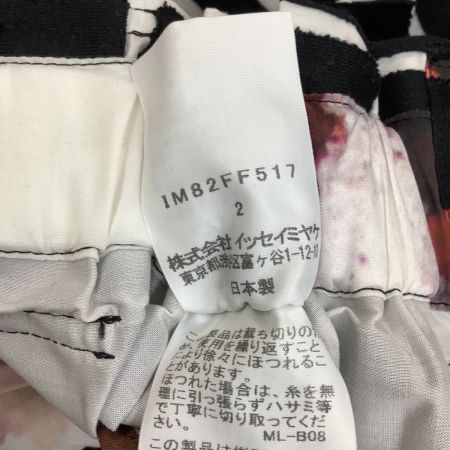 IM82FF517
2
株式会社イッセイミヤケ
東京都渋谷区富ヶ谷1-12-10
日本製
の製品は裁ち切りの
使用を繰り返すこと
により徐々にほつれるこ
とがあります。
ほつれた場合は、糸を無
理に引っ張らずハサミ等
で丁寧に切り取ってくださ
ML-B08
この製品は